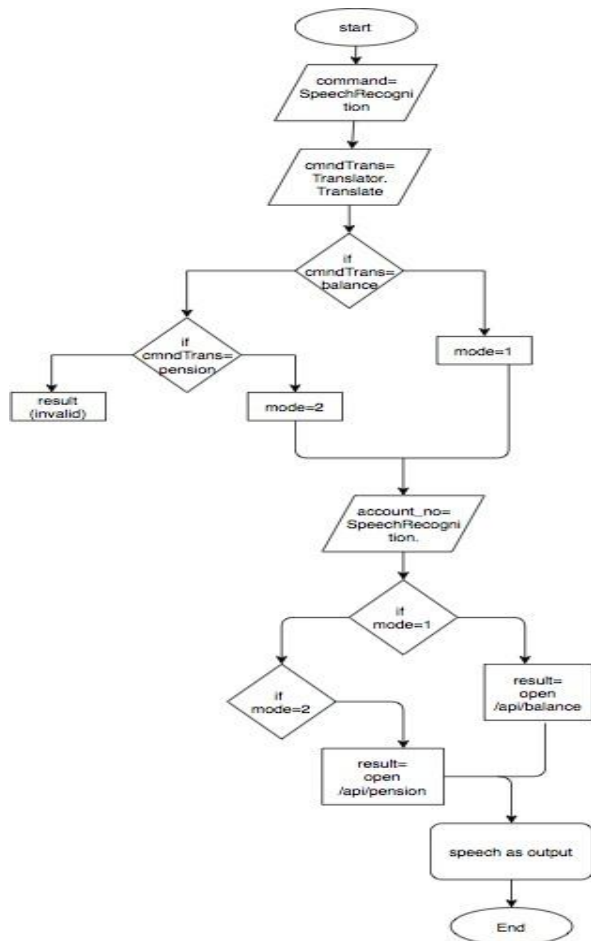 start
command=
SpeechRecogni
tion
cmndTrans=
Translator.
Translate
if
cmndTrans=
balance
if
cmndTrans=
pension
mode=1
result
(invalid)
mode=2
account_no=
SpeechRecogni
tion.
if
mode=1
if
mode=2
result=
open
/api/balance
result=
open
/api/pension
speech as output
End